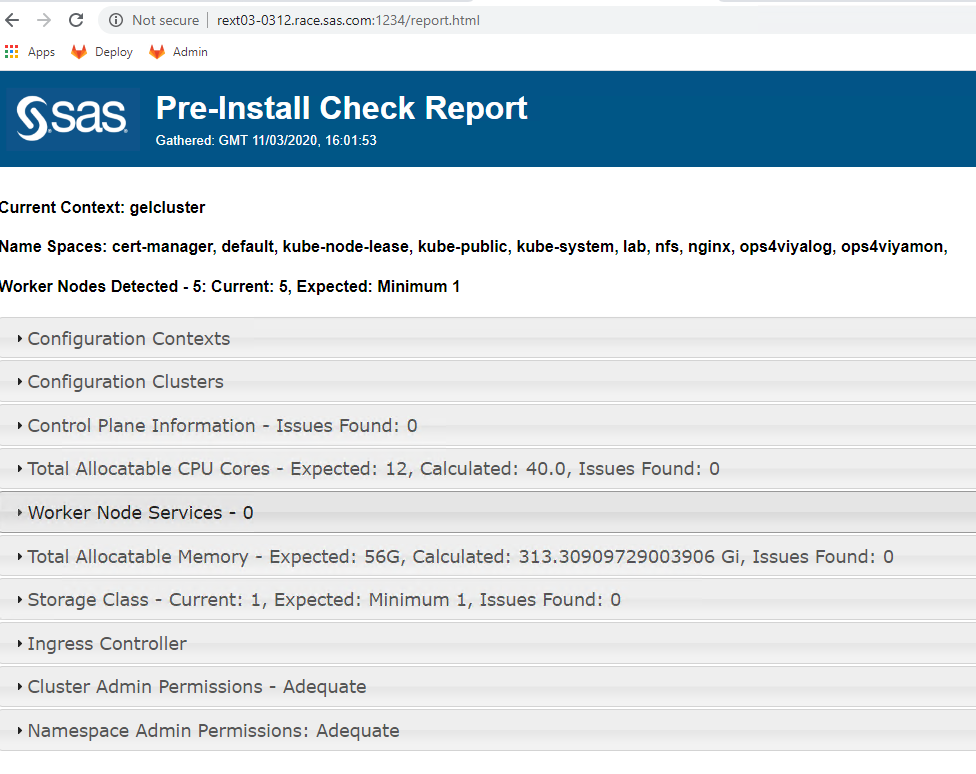 Not secure rext03-0312.race.sas.com:1234/report.html
Apps Deploy Admin
sas
Pre-Install Check Report
Gathered: GMT 11/03/2020, 16:01:53
Current Context: gelcluster
Name Spaces: cert-manager, default, kube-node-lease, kube-public, kube-system, lab, nfs, nginx, ops4viyalog, ops4viyamon,
Worker Nodes Detected - 5: Current: 5, Expected: Minimum 1
Configuration Contexts
Configuration Clusters
Control Plane Information - Issues Found: 0
Total Allocatable CPU Cores - Expected: 12, Calculated: 40.0, Issues Found: 0
Worker Node Services - 0
Total Allocatable Memory - Expected: 56G, Calculated: 313.30909729003906 Gi, Issues Found: 0
Storage Class - Current: 1, Expected: Minimum 1, Issues Found: 0
Ingress Controller
Cluster Admin Permissions - Adequate
Namespace Admin Permissions: Adequate